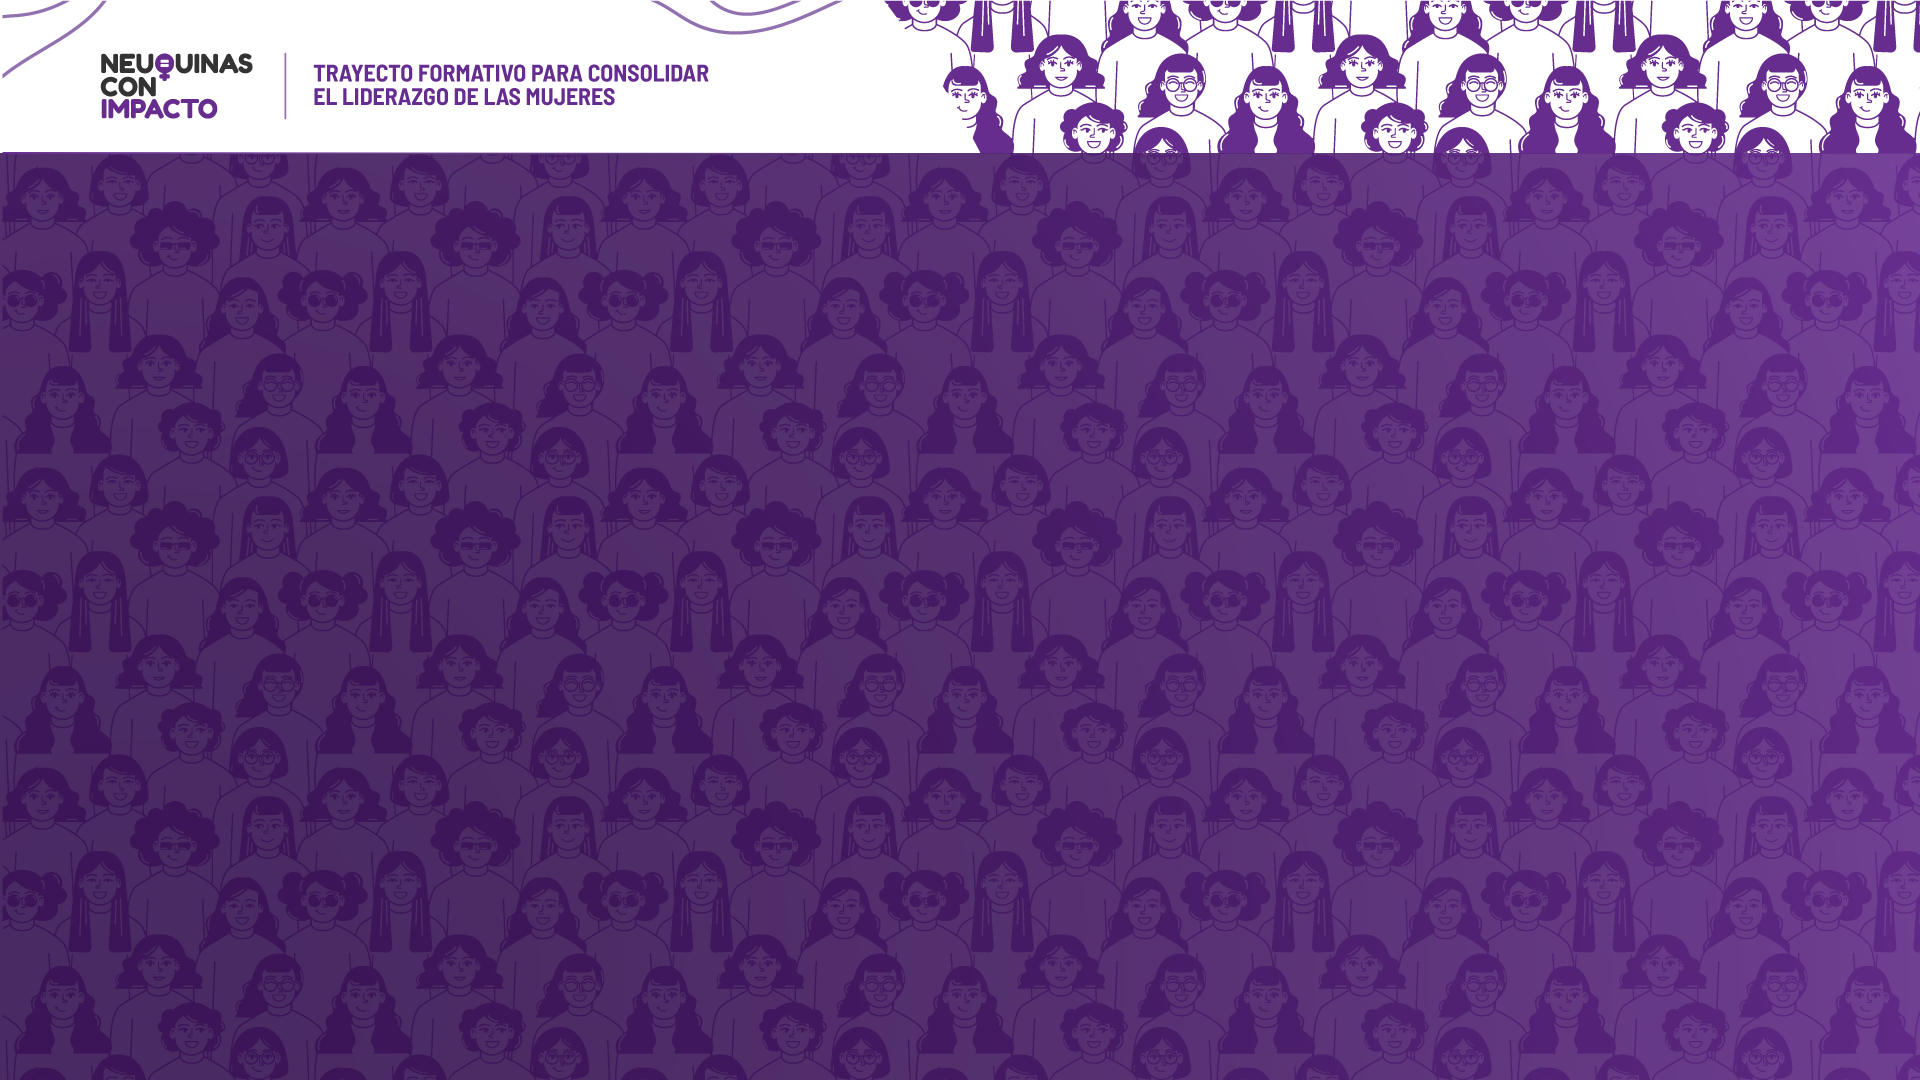 NEUQUINAS
CON
IMPACTO
TRAYECTO FORMATIVO PARA CONSOLIDAR
EL LIDERAZGO DE LAS MUJERES